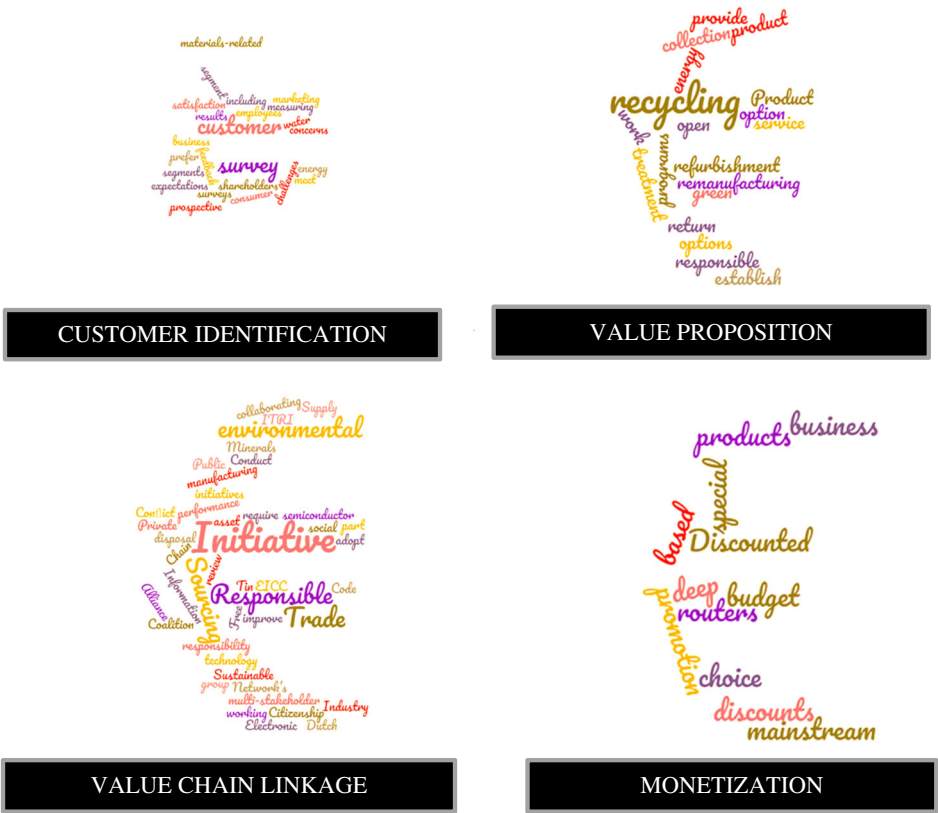 materials-related
segment
including
marketing
satisfaction
measuring
results
employees
customer
water
concerns
business
feedback
prefer
survey
challenges
energy
segments
meet
expectations
shareholders
surveys
consumer
prospective
CUSTOMER IDENTIFICATION
provide
collection
product
energy
recycling
Product
work
option
open
service
treatment
programs
refurbishment
remanufacturing
green
return
options
responsible
establish
VALUE PROPOSITION
collaborating
Supply
ITRI
environmental
Minerals
Conduct
Public
manufacturing
initiatives
Conflict
performance
Private
asset
require
semiconductor
social
part
disposal
Initiative
adopt
Chain
review
Sourcing
Information
Tin
EICC
Code
Alliance
Responsible
Free
improve
Trade
Coalition
responsibility
technology
Sustainable
group
Network's
multi-stakeholder
Industry
working
Citizenship
Electronic
Dutch
VALUE CHAIN LINKAGE
products
business
special
based
Discounted
deep
budget
routers
promotion
choice
discounts
mainstream
MONETIZATION